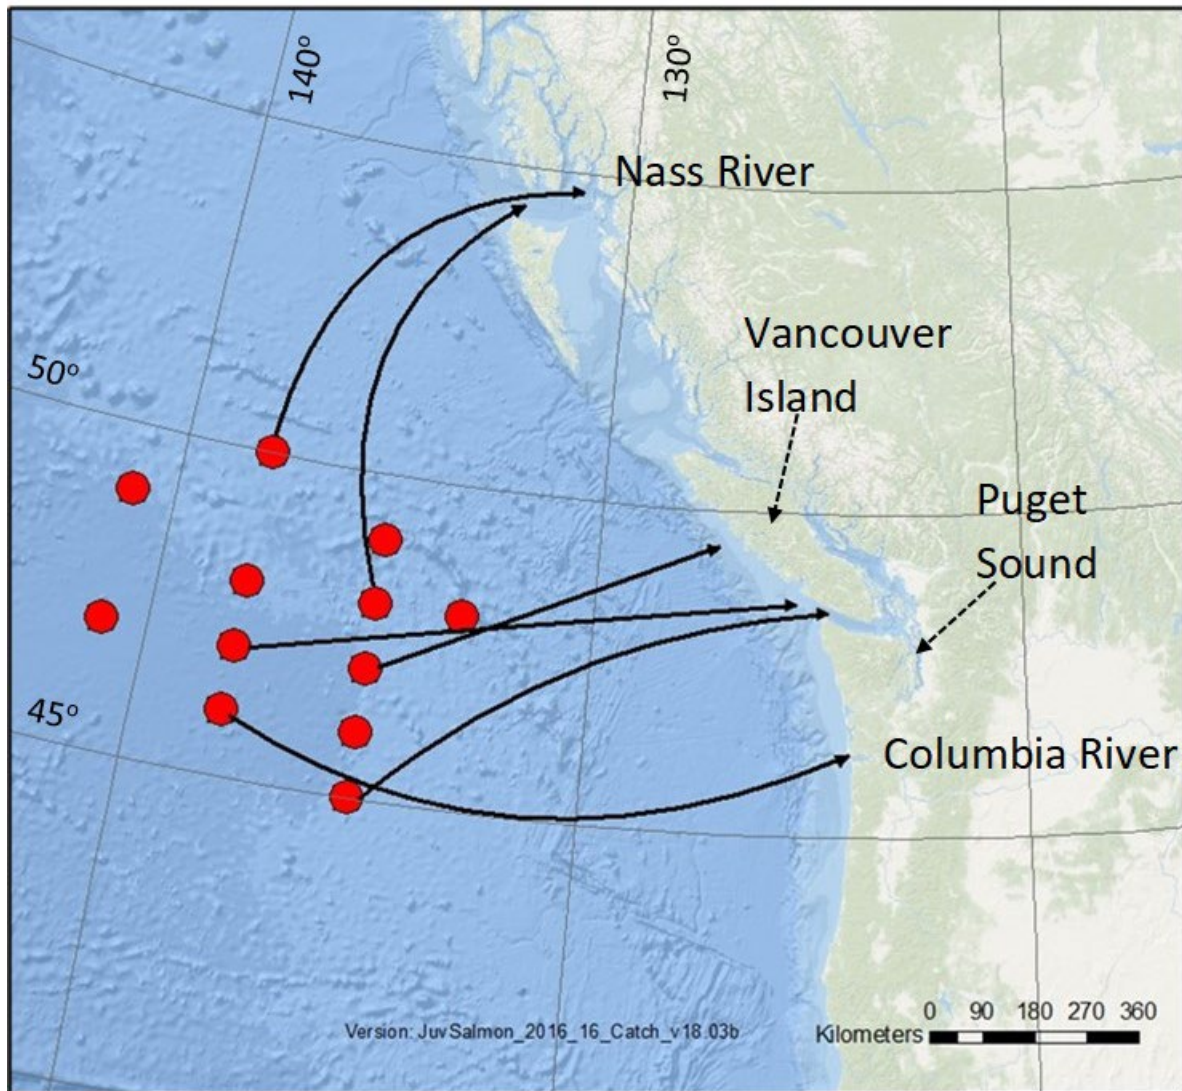 140°
130°
Nass River
50°
Vancouver
Island
Puget
Sound
45°
Columbia River
0 90 180 270 360
Version: JuvSalmon_2016_16_Catch_v18.03b
Kilometers